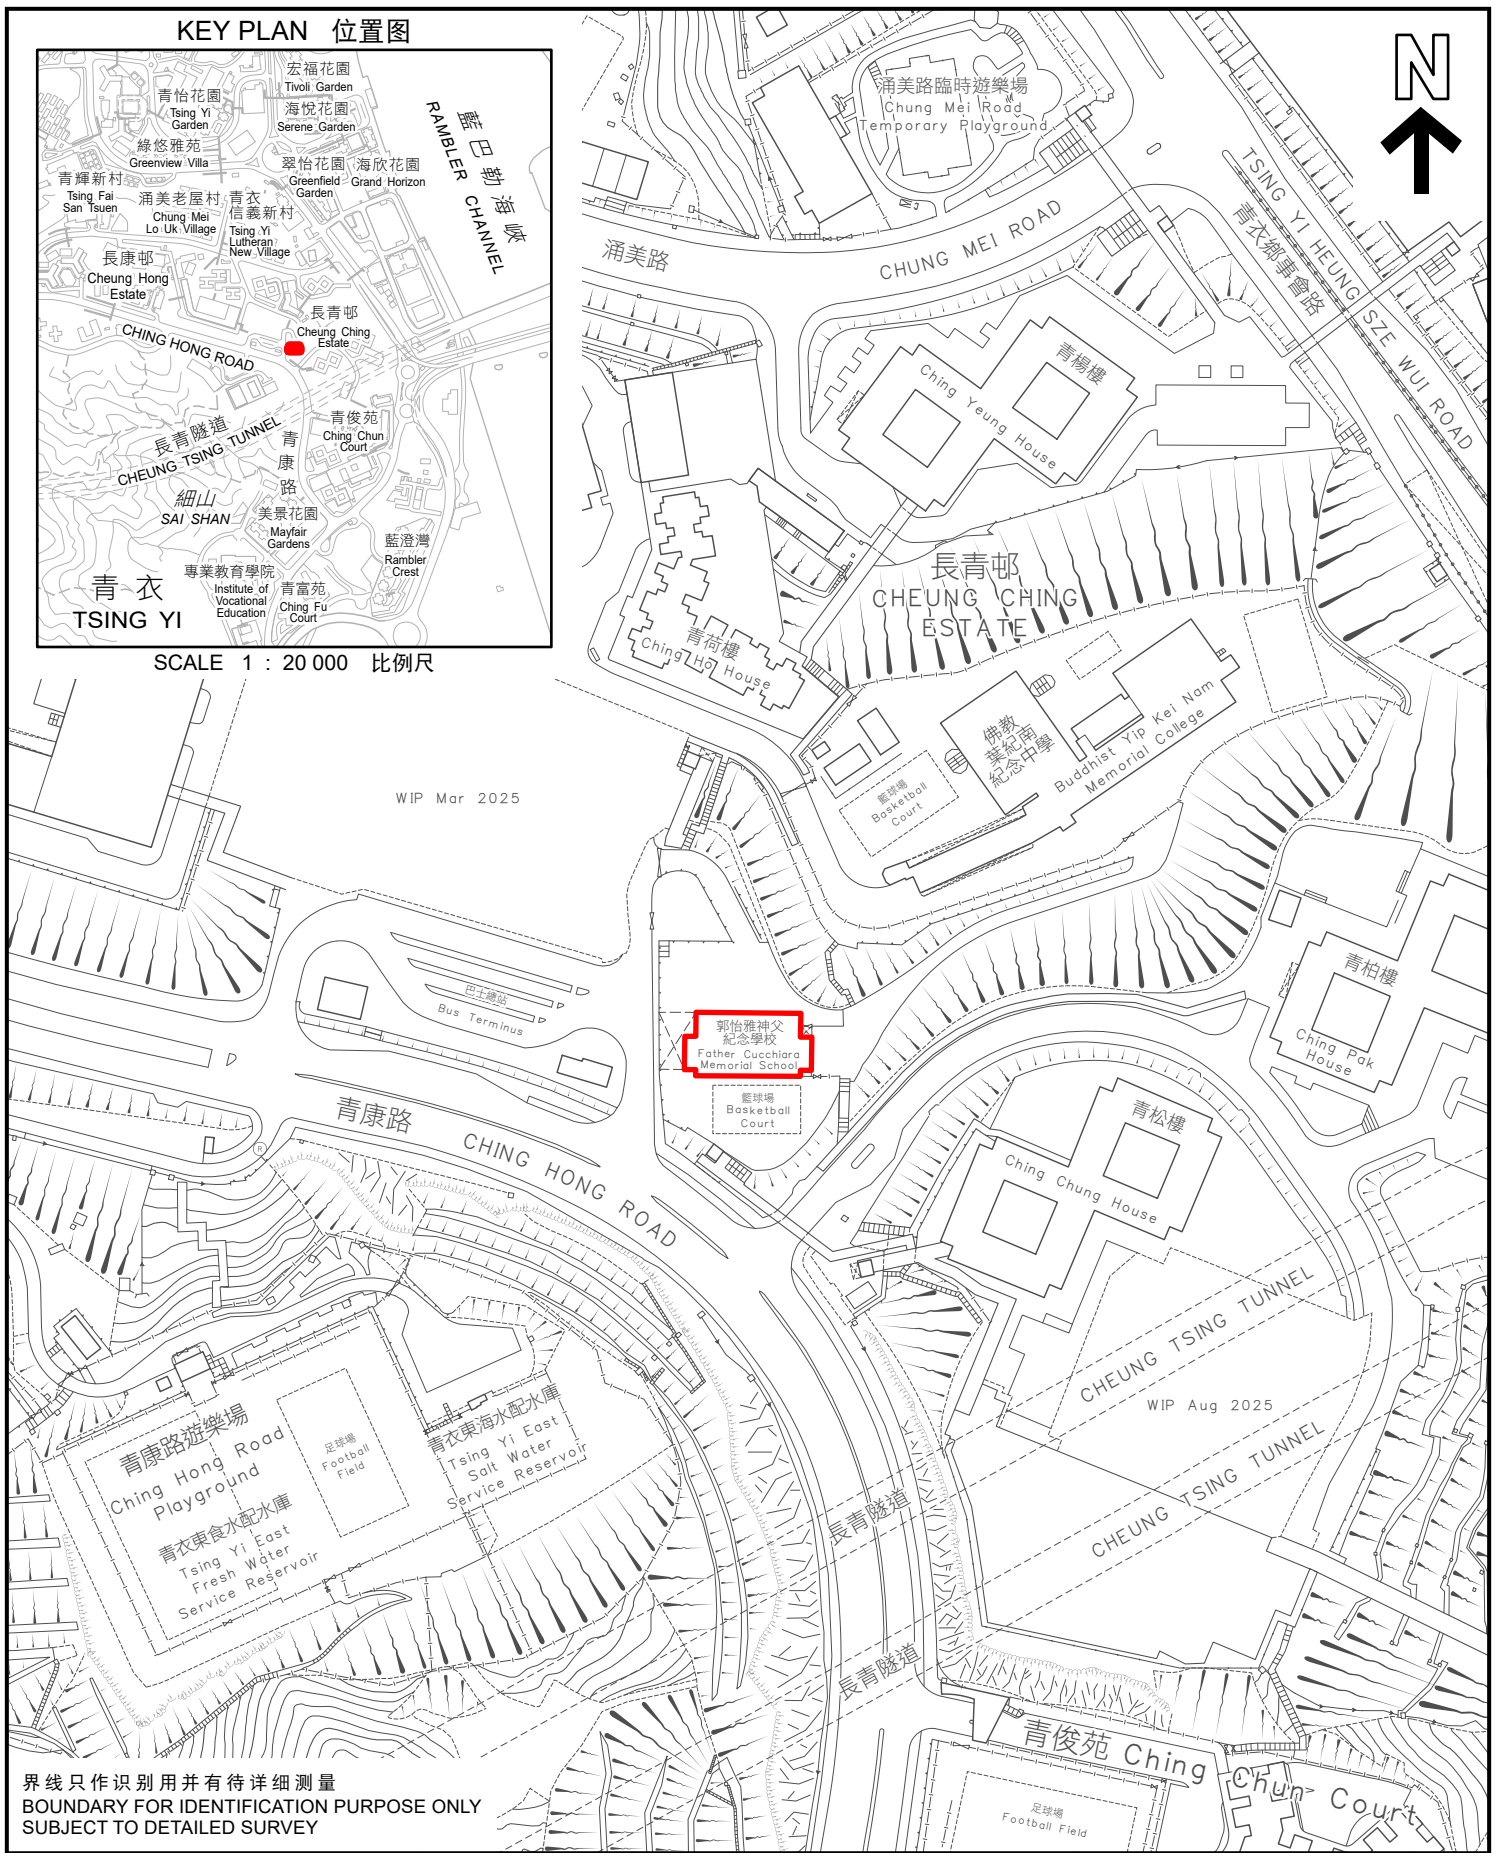 KEY PLAN 位置图
宏福花園
Tivoli Garden
青怡花園
Tsing Yi
Garden
海悅花園
Serene Garden
綠悠雅苑
Greenview Villa
翠怡花園
Greenfield
Garden
海欣花園
Grand Horizon
藍巴勒海峽
RAMBLER CHANNEL
青輝新村
Tsing Fai
San Tsuen
涌美老屋村
Chung Mei
Lo Uk Village
青衣
信義新村
Tsing Yi
Lutheran
New Village
長康邨
Cheung Hong
Estate
長青邨
Cheung Ching
Estate
CHING HONG ROAD
長青隧道
CHEUNG TSING TUNNEL
青康路
青俊苑
Ching Chun
Court
細山
SAI SHAN
美景花園
Mayfair
Gardens
藍澄灣
Rambler
Crest
專業教育學院
Institute of
Vocational
Education
青富苑
Ching Fu
Court
青衣
TSING YI
SCALE 1 : 20 000 比例尺
N
涌美路臨時遊樂場
Chung Mei Road
Temporary Playground
涌美路
CHUNG MEI ROAD
TSING YI HEUNG SZE WUI ROAD
青衣鄉事會路
青楊樓
Ching Yeung House
長青邨
CHEUNG CHING
ESTATE
青荷樓
Ching Ho House
佛教
葉紀南
紀念中學
Buddhist Yip Kei Nam
Memorial College
籃球場
Basketball
Court
WIP Mar 2025
巴士總站
Bus Terminus
郭怡雅神父
紀念學校
Father Cucchiara
Memorial School
籃球場
Basketball
Court
青柏樓
Ching Pak
House
青松樓
Ching Chung House
青康路
CHING HONG ROAD
R
CHEUNG TSING TUNNEL
WIP Aug 2025
CHEUNG TSING TUNNEL
長青隧道
長青隧道
青康路遊樂場
Ching Hong Road
Playground
足球場
Football
Field
青衣東海水配水庫
Tsing Yi East
Salt Water
Service Reservoir
青衣東食水配水庫
Tsing Yi East
Fresh Water
Service Reservoir
青俊苑 Ching Chun Court
足球場
Football Field
界线只作识别用并有待详细测量
BOUNDARY FOR IDENTIFICATION PURPOSE ONLY
SUBJECT TO DETAILED SURVEY